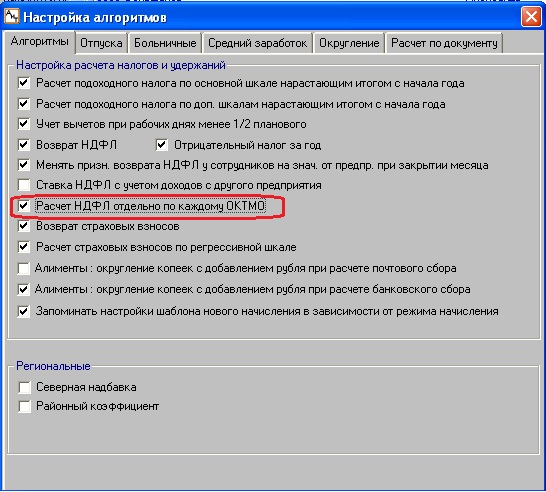 Настройка алгоритмов
Алгоритмы Отпуска Больничные Средний заработок Округление Расчет по документу
Настройка расчета налогов и удержаний
Расчет подоходного налога по основной шкале нарастающим итогом с начала года
Расчет подоходного налога по доп. шкалам нарастающим итогом с начала года
Учет вычетов при рабочих днях менее 1/2 планового
Возврат НДФЛ Отрицательный налог за год
Менять призн. возврата НДФЛ у сотрудников на знач. от предпр. при закрытии месяца
Ставка НДФЛ с учетом доходов с другого предприятия
Расчет НДФЛ отдельно по каждому ОКТМО
Возврат страховых взносов
Расчет страховых взносов по регрессивной шкале
Алименты : округление копеек с добавлением рубля при расчете почтового сбора
Алименты : округление копеек с добавлением рубля при расчете банковского сбора
Запоминать настройки шаблона нового начисления в зависимости от режима начисления
Региональные
Северная надбавка
Районный коэффициент